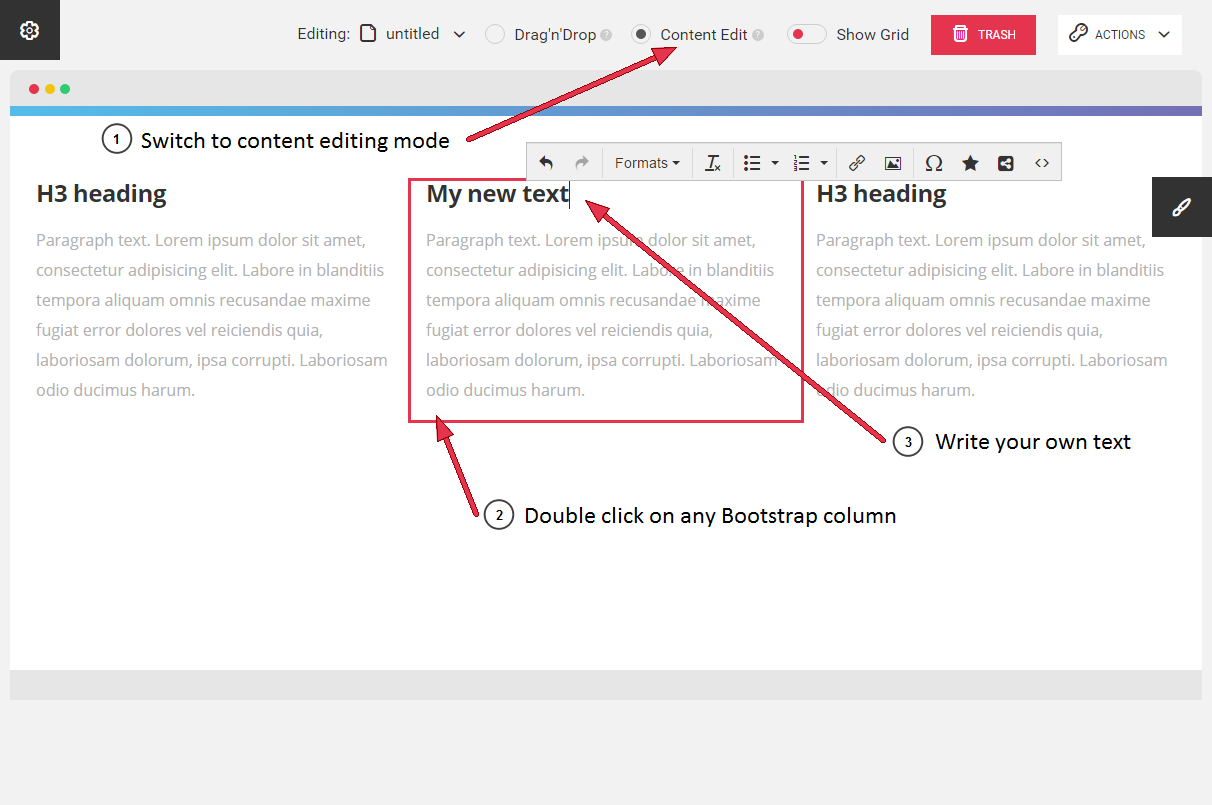 Editing: untitled Drag'n'Drop ? Content Edit ? Show Grid TRASH ACTIONS
1 Switch to content editing mode
Formats
H3 heading
Paragraph text. Lorem ipsum dolor sit amet,
consectetur adipisicing elit. Labore in blanditiis
tempora aliquam omnis recusandae maxime
fugiat error dolores vel reiciendis quia,
laboriosam dolorum, ipsa corrupti. Laboriosam
odio ducimus harum.
My new text
Paragraph text. Lorem ipsum dolor sit amet,
consectetur adipisicing elit. Labore in blanditiis
tempora aliquam omnis recusandae maxime
fugiat error dolores vel reiciendis quia,
laboriosam dolorum, ipsa corrupti. Laboriosam
odio ducimus harum.
H3 heading
Paragraph text. Lorem ipsum dolor sit amet,
consectetur adipisicing elit. Labore in blanditiis
tempora aliquam omnis recusandae maxime
fugiat error dolores vel reiciendis quia,
laboriosam dolorum, ipsa corrupti. Laboriosam
odio ducimus harum.
3 Write your own text
2 Double click on any Bootstrap column